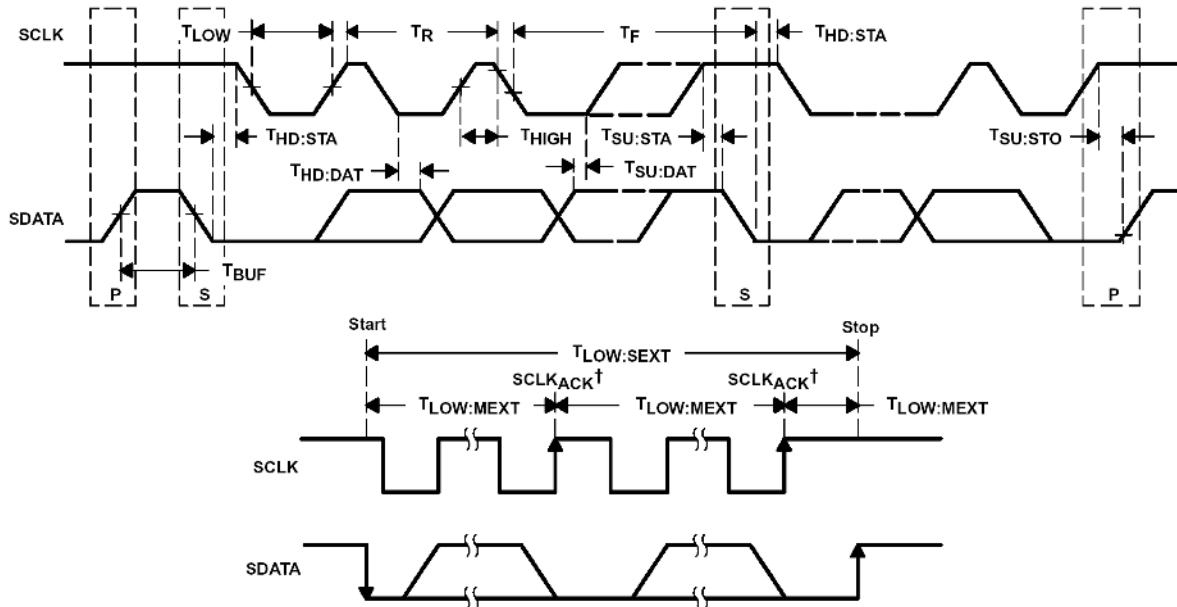 SCLK
TLOW
TR
TF
THD:STA
THD:STA
THIGH
TSU:STA
TSU:STO
THD:DAT
TSU:DAT
SDATA
TBUF
P
S
S
P
Start
Stop
TLOW:SEXT
SCLKACK†
SCLKACK†
TLOW:MEXT
TLOW:MEXT
TLOW:MEXT
SCLK
SDATA